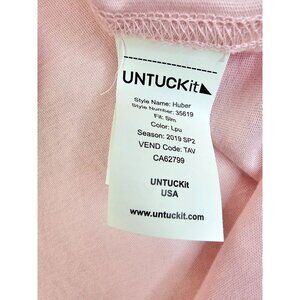 UNTUCKit
Style Name: Huber
Style Number: 35619
Fit: Slm
Color: Lpu
Season: 2019 SP2
VEND Code: TAV
CA62799
UNTUCKit
USA
www.untuckit.com